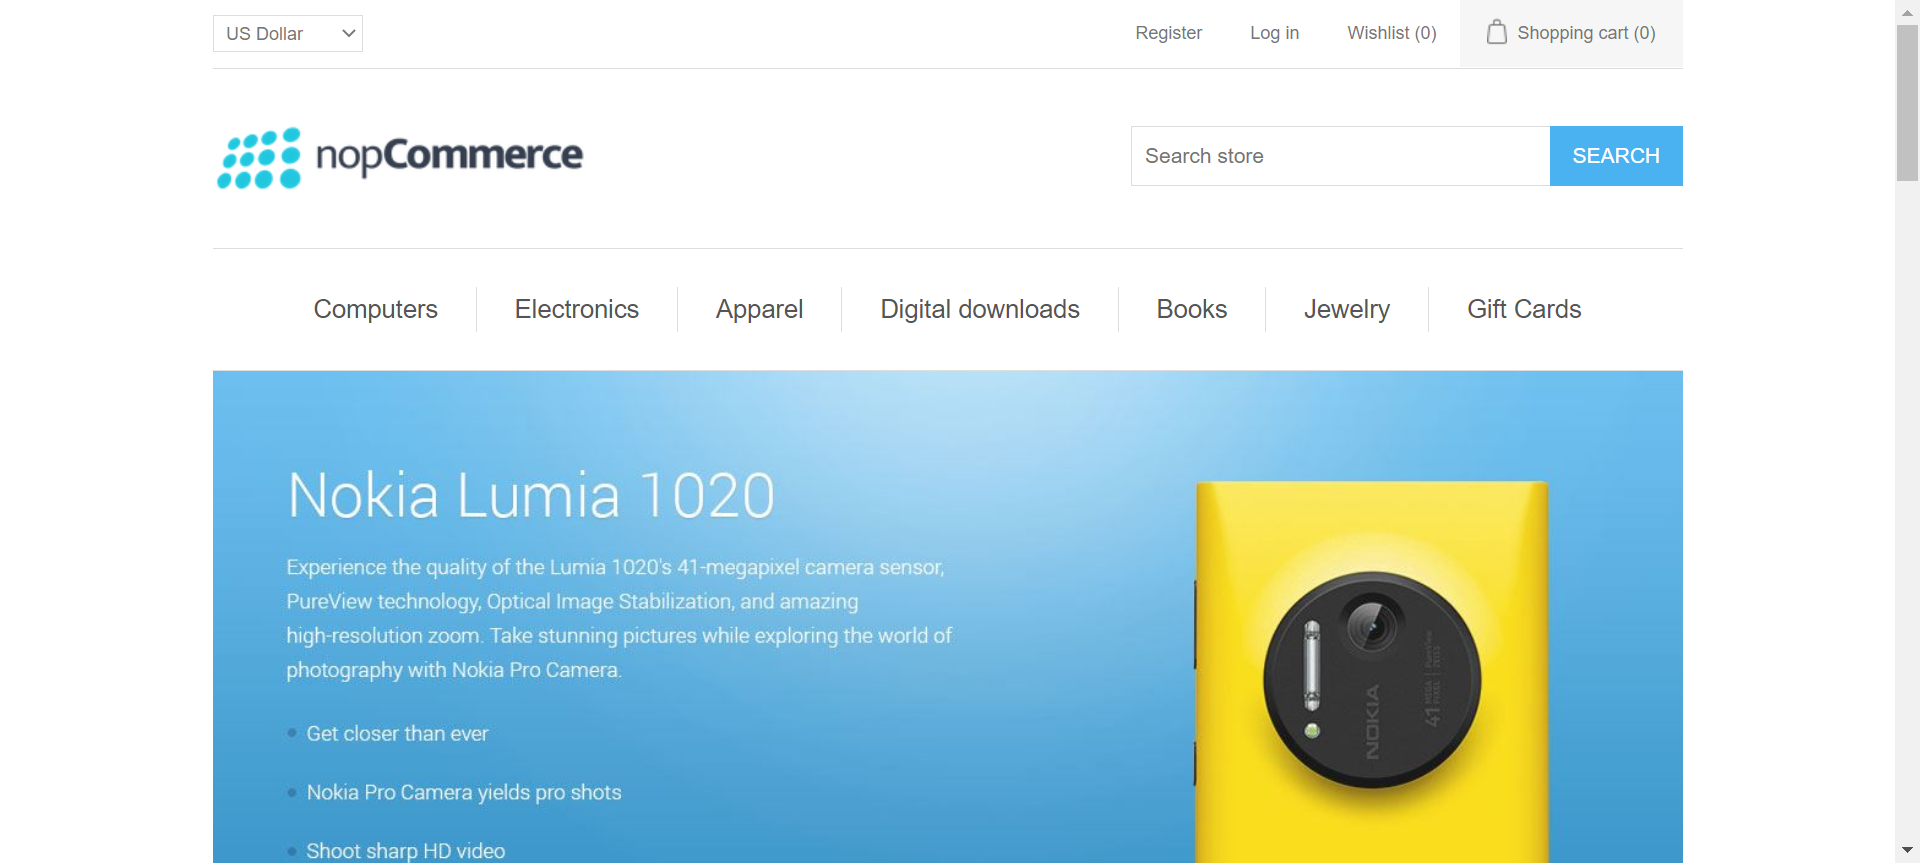 US Dollar
Register
Log in
Wishlist (0)
Shopping cart (0)
nopCommerce
Search store
SEARCH
Computers
Electronics
Apparel
Digital downloads
Books
Jewelry
Gift Cards
Nokia Lumia 1020
Experience the quality of the Lumia 1020's 41-megapixel camera sensor,
PureView technology, Optical Image Stabilization, and amazing
high-resolution zoom. Take stunning pictures while exploring the world of
photography with Nokia Pro Camera.
Get closer than ever
Nokia Pro Camera yields pro shots
Shoot sharp HD video
NOKIA
41 MEGA PIXEL
PureView
ZEISS